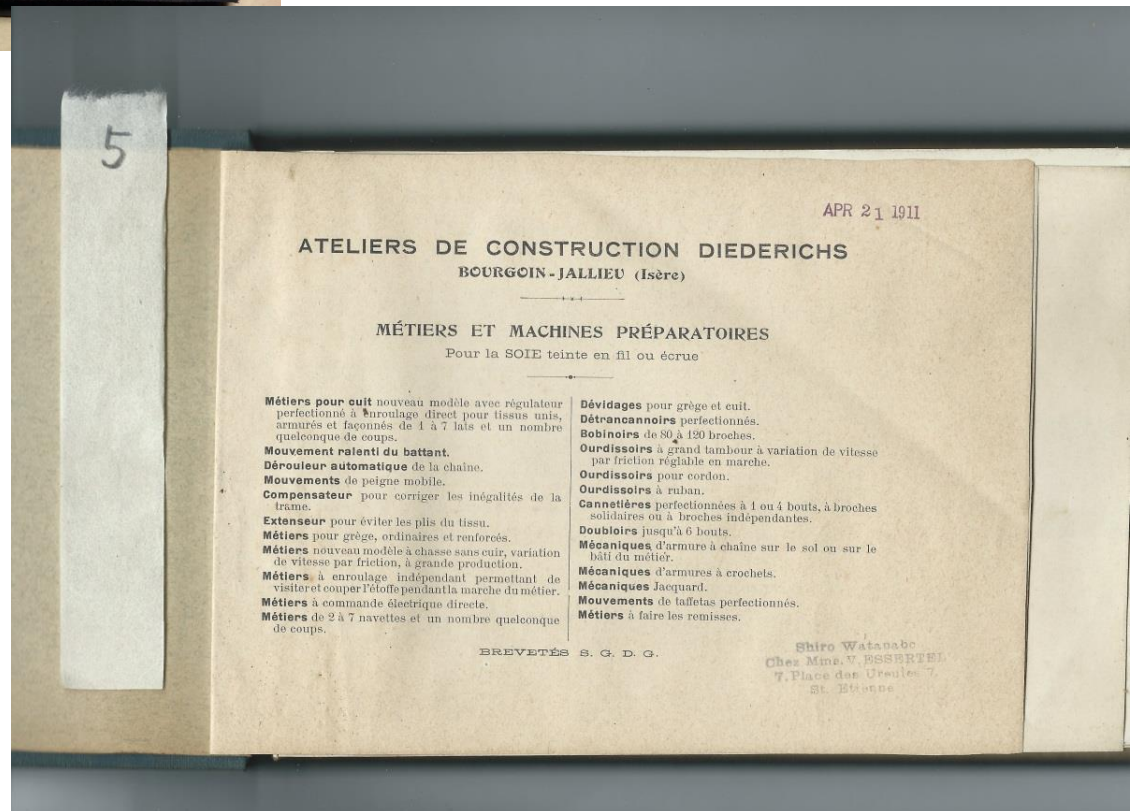 5
APR 21 1911
ATELIERS DE CONSTRUCTION DIEDERICHS
BOURGOIN-JALLIEU (Isère)
MÉTIERS ET MACHINES PRÉPARATOIRES
Pour la SOIE teinte en fil ou écrue
Métiers pour cuit nouveau modèle avec régulateur
perfectionné à enroulage direct pour tissus unis,
armurés et façonnés de 1 à 7 lats et un nombre
quelconque de coups.
Mouvement ralenti du battant.
Dérouleur automatique de la chaîne.
Mouvements de peigne mobile.
Compensateur pour corriger les inégalités de la
trame.
Extenseur pour éviter les plis du tissu.
Métiers pour grège, ordinaires et renforcés.
Métiers nouveau modèle à chasse sans cuir, variation
de vitesse par friction, à grande production.
Métiers à enroulage indépendant permettant de
visiter et couper l'étoffe pendant la marche du métier.
Métiers à commande électrique directe.
Métiers de 2 à 7 navettes et un nombre quelconque
de coups.
Dévidages pour grège et cuit.
Détrancannoirs perfectionnés.
Bobinoirs de 80 à 120 broches.
Ourdissoirs à grand tambour à variation de vitesse
par friction réglable en marche.
Ourdissoirs pour cordon.
Ourdissoirs à ruban.
Cannetières perfectionnées à 1 ou 4 bouts, à broches
solidaires ou à broches indépendantes.
Doubloirs jusqu'à 6 bouts.
Mécaniques d'armure à chaîne sur le sol ou sur le
bâti du métier.
Mécaniques d'armures à crochets.
Mécaniques Jacquard.
Mouvements de taffetas perfectionnés.
Métiers à faire les remisses.
BREVETÉS S. G. D. G.
Shiro Watanabe
Chez Mme. V. ESSERTEL
7. Place des Ursules 7.
St. Etienne